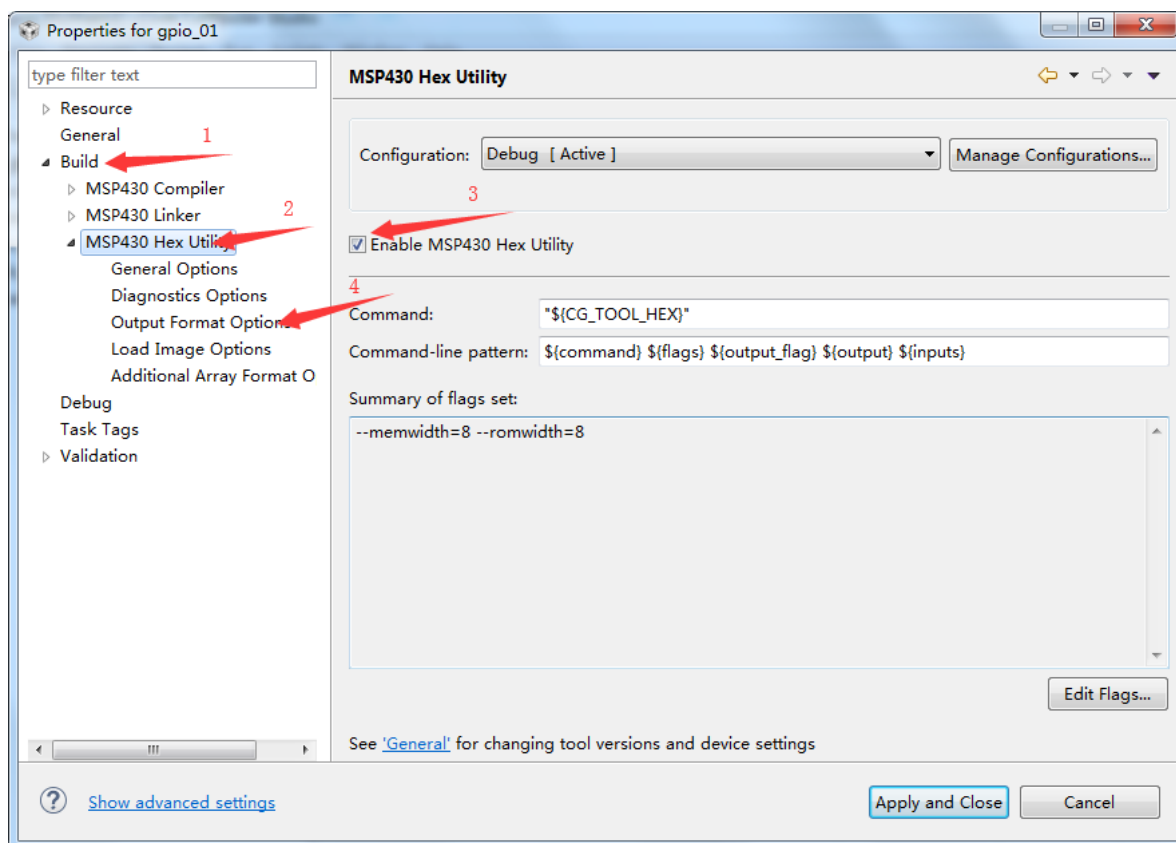 Properties for gpio_01
type filter text
Resource
General
1
Build
MSP430 Compiler
MSP430 Linker
2
MSP430 Hex Utility
General Options
Diagnostics Options
4
Output Format Options
Load Image Options
Additional Array Format O
Debug
Task Tags
Validation
MSP430 Hex Utility
Configuration: Debug [ Active ] Manage Configurations...
3
Enable MSP430 Hex Utility
Command: "${CG_TOOL_HEX}"
Command-line pattern: ${command} ${flags} ${output_flag} ${output} ${inputs}
Summary of flags set:
--memwidth=8 --romwidth=8
Edit Flags...
See 'General' for changing tool versions and device settings
? Show advanced settings Apply and Close Cancel